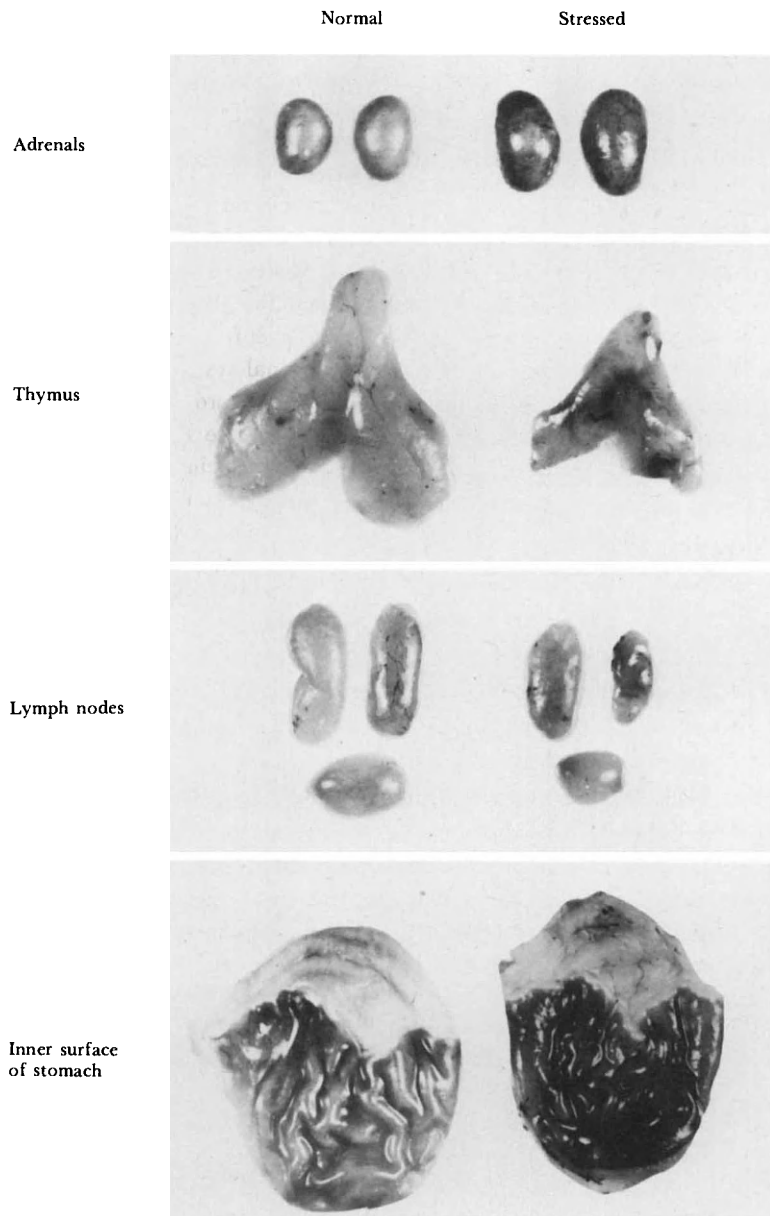 Normal Stressed
Adrenals
Thymus
Lymph nodes
Inner surface
of stomach